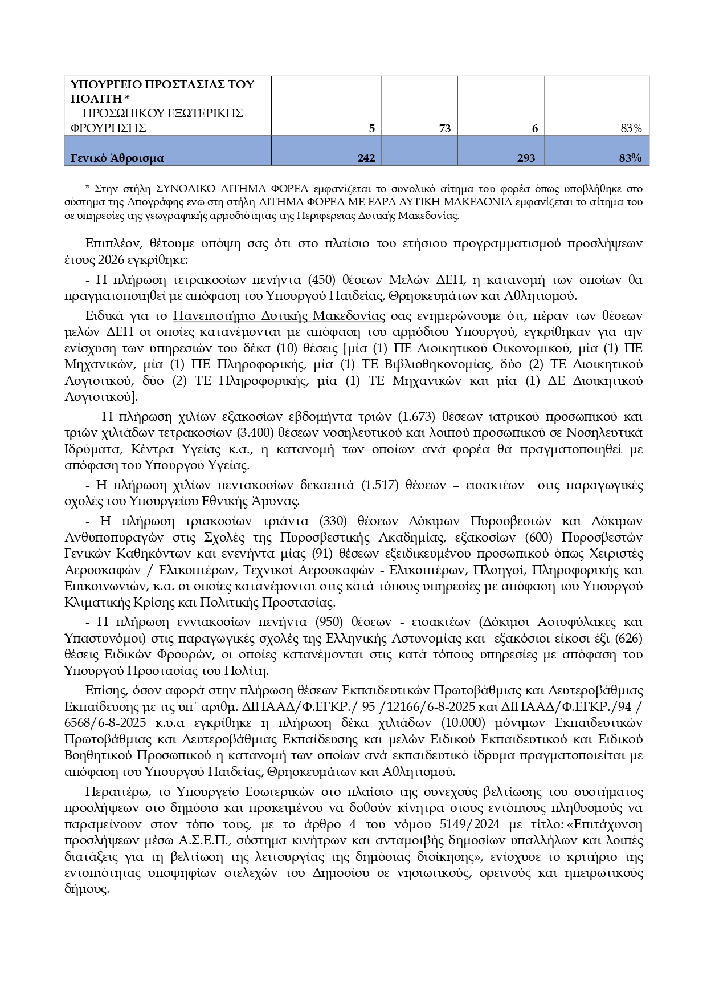 ΥΠΟΥΡΓΕΙΟ ΠΡΟΣΤΑΣΙΑΣ ΤΟΥ
ΠΟΛΙΤΗ *
ΠΡΟΣΩΠΙΚΟΥ ΕΞΩΤΕΡΙΚΗΣ
ΦΡΟΥΡΗΣΗΣ 5 73 6 83%
Γενικό Άθροισμα 242 293 83%
* Στην στήλη ΣΥΝΟΛΙΚΟ ΑΙΤΗΜΑ ΦΟΡΕΑ εμφανίζεται το συνολικό αίτημα του φορέα όπως υποβλήθηκε στο
σύστημα της Απογράφης ενώ στη στήλη ΑΙΤΗΜΑ ΦΟΡΕΑ ΜΕ ΕΔΡΑ ΔΥΤΙΚΗ ΜΑΚΕΔΟΝΙΑ εμφανίζεται το αίτημα του
σε υπηρεσίες της γεωγραφικής αρμοδιότητας της Περιφέρειας Δυτικής Μακεδονίας.
Επιπλέον, θέτουμε υπόψη σας ότι στο πλαίσιο του ετήσιου προγραμματισμού προσλήψεων
έτους 2026 εγκρίθηκε:
- Η πλήρωση τετρακοσίων πενήντα (450) θέσεων Μελών ΔΕΠ, η κατανομή των οποίων θα
πραγματοποιηθεί με απόφαση του Υπουργού Παιδείας, Θρησκευμάτων και Αθλητισμού.
Ειδικά για το Πανεπιστήμιο Δυτικής Μακεδονίας σας ενημερώνουμε ότι, πέραν των θέσεων
μελών ΔΕΠ οι οποίες κατανέμονται με απόφαση του αρμόδιου Υπουργού, εγκρίθηκαν για την
ενίσχυση των υπηρεσιών του δέκα (10) θέσεις [μία (1) ΠΕ Διοικητικού Οικονομικού, μία (1) ΠΕ
Μηχανικών, μία (1) ΠΕ Πληροφορικής, μία (1) ΤΕ Βιβλιοθηκονομίας, δύο (2) ΤΕ Διοικητικού
Λογιστικού, δύο (2) ΤΕ Πληροφορικής, μία (1) ΤΕ Μηχανικών και μία (1) ΔΕ Διοικητικού
Λογιστικού].
- Η πλήρωση χιλίων εξακοσίων εβδομήντα τριών (1.673) θέσεων ιατρικού προσωπικού και
τριών χιλιάδων τετρακοσίων (3.400) θέσεων νοσηλευτικού και λοιπού προσωπικού σε Νοσηλευτικά
Ιδρύματα, Κέντρα Υγείας κ.α., η κατανομή των οποίων ανά φορέα θα πραγματοποιηθεί με
απόφαση του Υπουργού Υγείας.
- Η πλήρωση χιλίων πεντακοσίων δεκαεπτά (1.517) θέσεων – εισακτέων στις παραγωγικές
σχολές του Υπουργείου Εθνικής Άμυνας.
- Η πλήρωση τριακοσίων τριάντα (330) θέσεων Δόκιμων Πυροσβεστών και Δόκιμων
Ανθυποπυραγών στις Σχολές της Πυροσβεστικής Ακαδημίας, εξακοσίων (600) Πυροσβεστών
Γενικών Καθηκόντων και ενενήντα μίας (91) θέσεων εξειδικευμένου προσωπικού όπως Χειριστές
Αεροσκαφών / Ελικοπτέρων, Τεχνικοί Αεροσκαφών - Ελικοπτέρων, Πλοηγοί, Πληροφορικής και
Επικοινωνιών, κ.α. οι οποίες κατανέμονται στις κατά τόπους υπηρεσίες με απόφαση του Υπουργού
Κλιματικής Κρίσης και Πολιτικής Προστασίας.
- Η πλήρωση εννιακοσίων πενήντα (950) θέσεων - εισακτέων (Δόκιμοι Αστυφύλακες και
Υπαστυνόμοι) στις παραγωγικές σχολές της Ελληνικής Αστυνομίας και εξακόσιοι είκοσι έξι (626)
θέσεις Ειδικών Φρουρών, οι οποίες κατανέμονται στις κατά τόπους υπηρεσίες με απόφαση του
Υπουργού Προστασίας του Πολίτη.
Επίσης, όσον αφορά στην πλήρωση θέσεων Εκπαιδευτικών Πρωτοβάθμιας και Δευτεροβάθμιας
Εκπαίδευσης με τις υπ' αριθμ. ΔΙΠΑΑΔ/Φ.ΕΓΚΡ./ 95 /12166/6-8-2025 και ΔΙΠΑΑΔ/Φ.ΕΓΚΡ./94 /
6568/6-8-2025 κ.υ.α εγκρίθηκε η πλήρωση δέκα χιλιάδων (10.000) μόνιμων Εκπαιδευτικών
Πρωτοβάθμιας και Δευτεροβάθμιας Εκπαίδευσης και μελών Ειδικού Εκπαιδευτικού και Ειδικού
Βοηθητικού Προσωπικού η κατανομή των οποίων ανά εκπαιδευτικό ίδρυμα πραγματοποιείται με
απόφαση του Υπουργού Παιδείας, Θρησκευμάτων και Αθλητισμού.
Περαιτέρω, το Υπουργείο Εσωτερικών στο πλαίσιο της συνεχούς βελτίωσης του συστήματος
προσλήψεων στο δημόσιο και προκειμένου να δοθούν κίνητρα στους εντόπιους πληθυσμούς να
παραμείνουν στον τόπο τους, με το άρθρο 4 του νόμου 5149/2024 με τίτλο: «Επιτάχυνση
προσλήψεων μέσω Α.Σ.Ε.Π., σύστημα κινήτρων και ανταμοιβής δημοσίων υπαλλήλων και λοιπές
διατάξεις για τη βελτίωση της λειτουργίας της δημόσιας διοίκησης», ενίσχυσε το κριτήριο της
εντοπιότητας υποψηφίων στελεχών του Δημοσίου σε νησιωτικούς, ορεινούς και ηπειρωτικούς
δήμους.